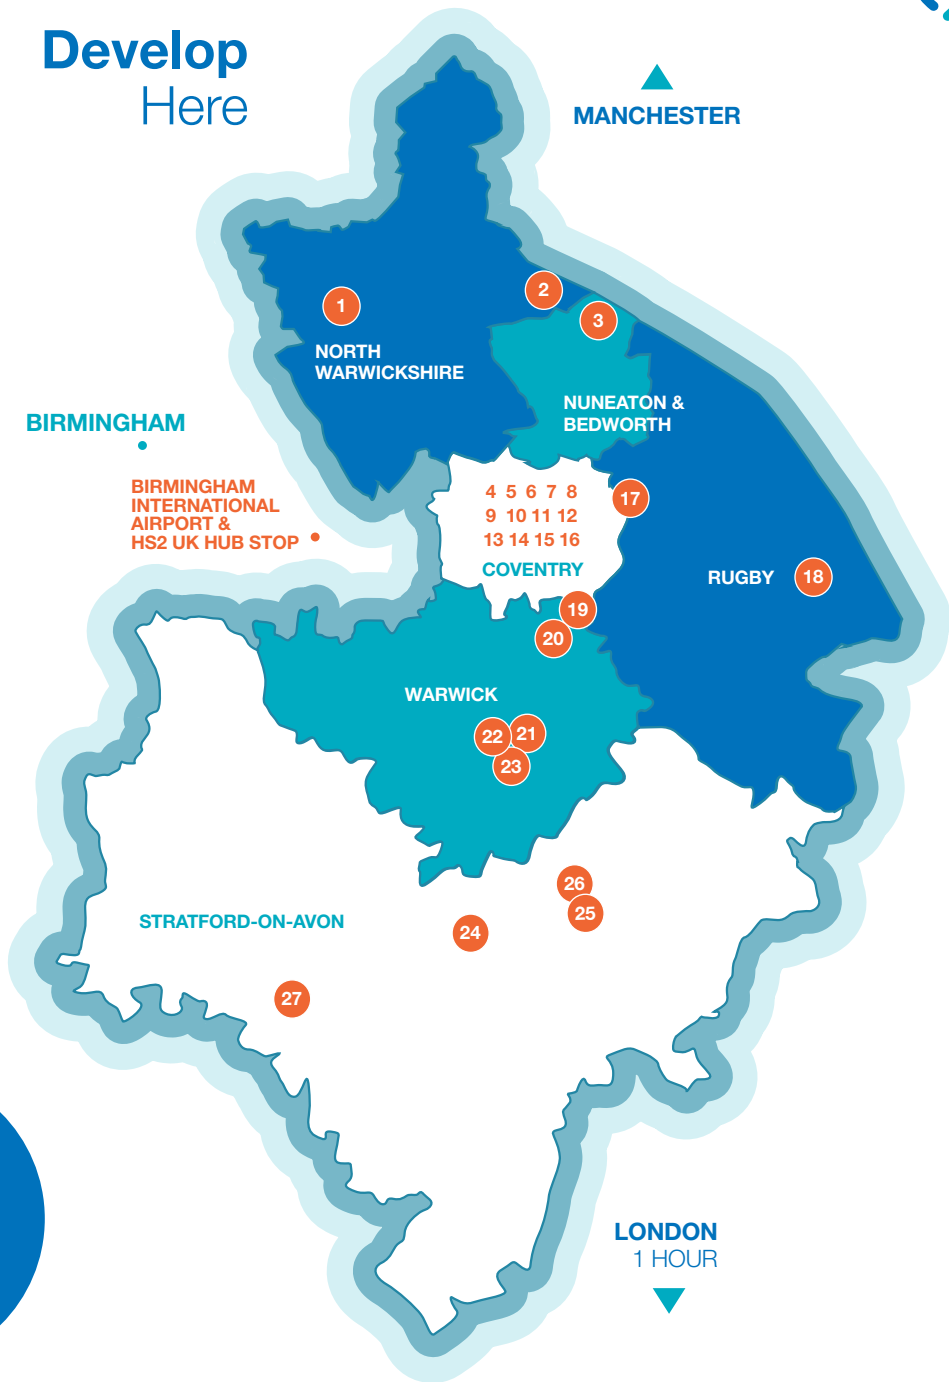 Develop
Here
MANCHESTER
1
2
3
NORTH
WARWICKSHIRE
NUNEATON &
BEDWORTH
BIRMINGHAM
BIRMINGHAM
INTERNATIONAL
AIRPORT &
HS2 UK HUB STOP
4 5 6 7 8
9 10 11 12
13 14 15 16
COVENTRY
17
RUGBY
18
19
20
WARWICK
22
21
23
26
25
STRATFORD-ON-AVON
24
27
LONDON
1 HOUR